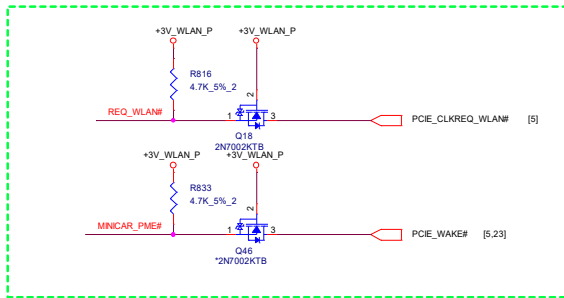 +3V_WLAN_P +3V_WLAN_P
R816
4.7K_5%_2
2
REQ_WLAN# 1 3 PCIE_CLKREQ_WLAN# [5]
Q18
2N7002KTB
+3V_WLAN_P +3V_WLAN_P
R833
4.7K_5%_2
2
MINICAR_PME# 1 3 PCIE_WAKE# [5,23]
Q46
*2N7002KTB